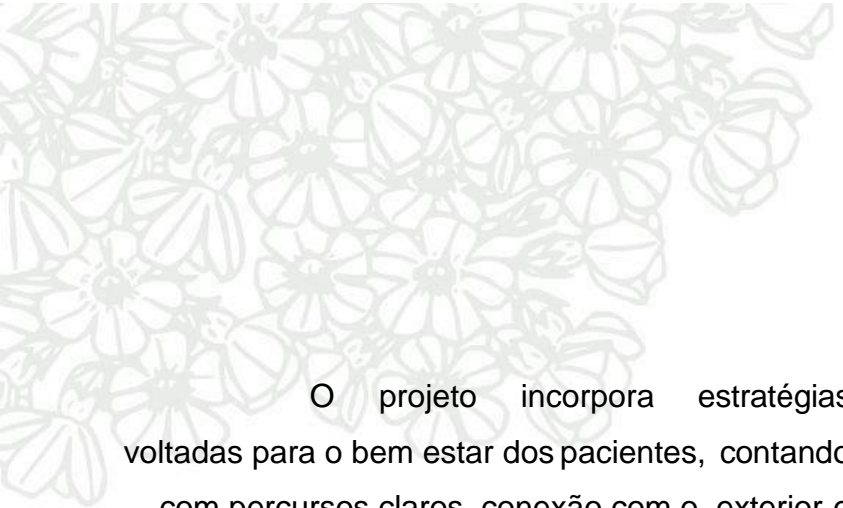 O projeto incorpora estratégias
voltadas para o bem estar dos pacientes, contando
com percursos claros, conexão com o exterior e